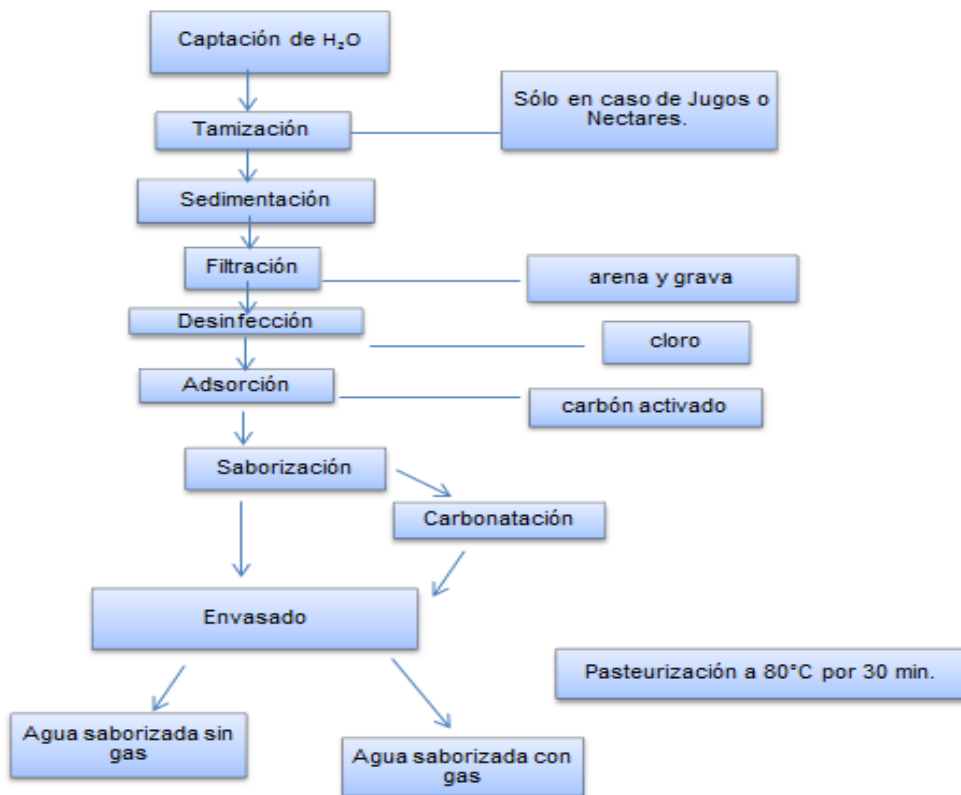 Captación de H₂O
Sólo en caso de Jugos o
Nectares.
Tamización
Sedimentación
Filtración
arena y grava
Desinfección
cloro
Adsorción
carbón activado
Saborización
Carbonatación
Envasado
Pasteurización a 80°C por 30 min.
Agua saborizada sin
gas
Agua saborizada con
gas